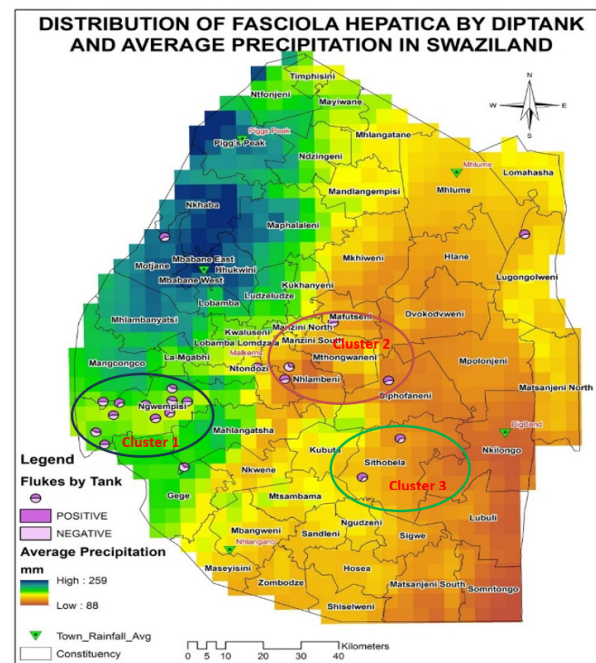 DISTRIBUTION OF FASCIOLA HEPATICA BY DIPTANK
AND AVERAGE PRECIPITATION IN SWAZILAND
Timphisini
Ntfonjeni
Mayiwane
N
W E
S
Piggs Peak
Pigg's Peak
Mhlangatane
Ndzingeni
Mhlume
Lomahasha
Mandlangempisi
Mhlume
Nkhaba
Maphalaleni
Motjane
Mbabane East
Hhukwini
Mbabane West
Mkhiweni
Hlane
Lugongolweni
Lobamba
Ludzeludze
Kukhanyeni
Mhlambanyatsi
Mafutseni
Dvokodvweni
Kwaluseni
Manzini North
Lobamba Lomdzala
Manzini South
Cluster 2
Mangcongco
La-Mgabhi
Malkerns
Mthongwaneni
Mpolonjeni
Ntondozi
Nhlambeni
Siphofaneni
Matsanjeni North
Ngwempisi
Cluster 1
Mahlangatsha
BigBend
Kubuta
Sithobela
Nkilongo
Legend
Nkwene
Cluster 3
Flukes by Tank
Gege
Mtsambama
Lubuli
POSITIVE
NEGATIVE
Mbangweni
Ngudzeni
Sandleni
Sigwe
Average Precipitation
mm
Nhlangano
Maseyisini
Hosea
High : 259
Zombodze
Matsanjeni South
Somntongo
Low : 88
Shiselweni
Town_Rainfall_Avg
Constituency
Kilometers
0 5 10 20 30 40